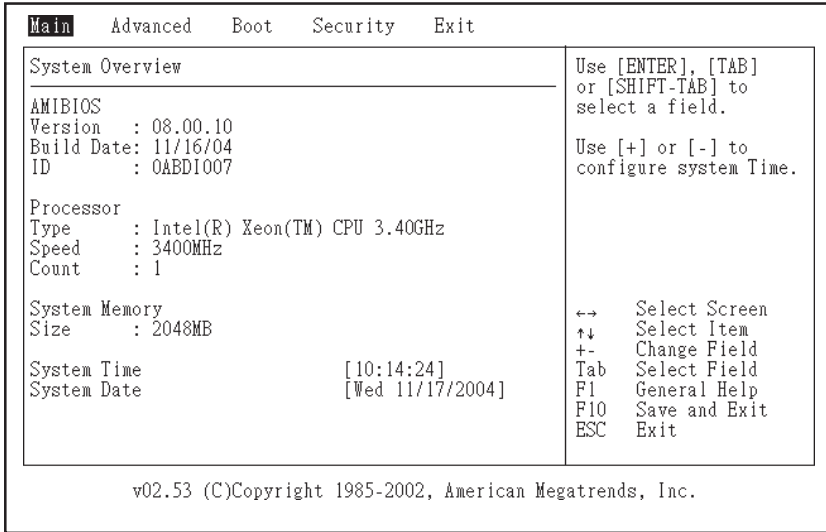 Main Advanced Boot Security Exit
System Overview
AMIBIOS
Version : 08.00.10
Build Date: 11/16/04
ID : 0ABDI007
Processor
Type : Intel(R) Xeon(TM) CPU 3.40GHz
Speed : 3400MHz
Count : 1
System Memory
Size : 2048MB
System Time [10:14:24]
System Date [Wed 11/17/2004]
Use [ENTER], [TAB]
or [SHIFT-TAB] to
select a field.
Use [+] or [-] to
configure system Time.
←→ Select Screen
↑↓ Select Item
+- Change Field
Tab Select Field
F1 General Help
F10 Save and Exit
ESC Exit
v02.53 (C)Copyright 1985-2002, American Megatrends, Inc.